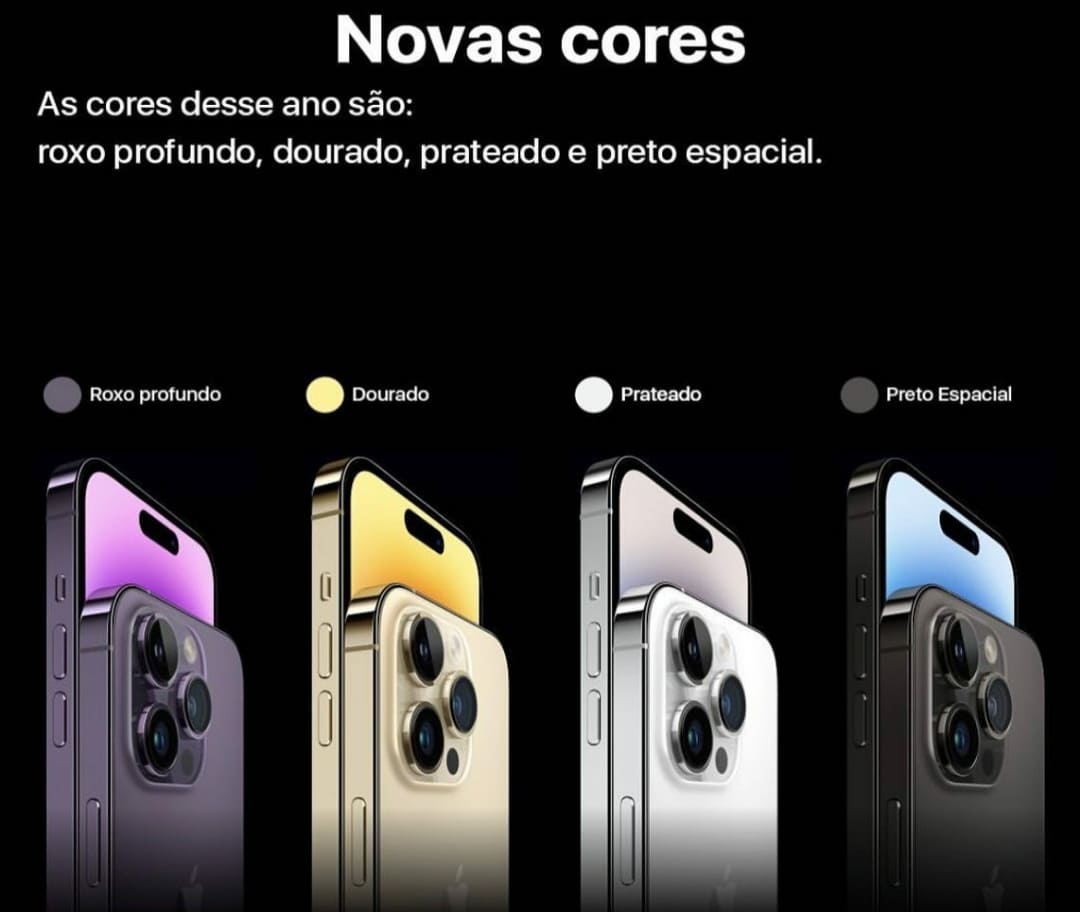 Novas cores
As cores desse ano são:
roxo profundo, dourado, prateado e preto espacial.
Roxo profundo
Dourado
Prateado
Preto Espacial